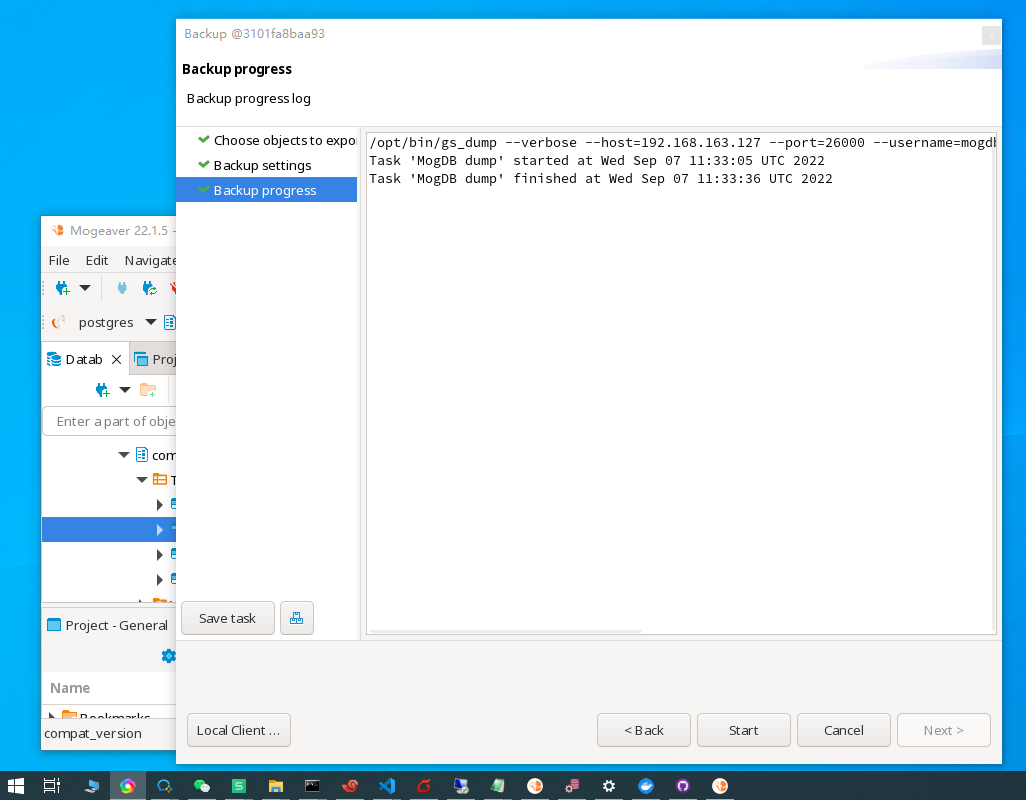 Backup @3101fa8baa93
Backup progress
Backup progress log
Choose objects to expo
Backup settings
Backup progress
/opt/bin/gs_dump --verbose --host=192.168.163.127 --port=26000 --username=mogdb
Task 'MogDB dump' started at Wed Sep 07 11:33:05 UTC 2022
Task 'MogDB dump' finished at Wed Sep 07 11:33:36 UTC 2022
Mogeaver 22.1.5 -
File Edit Navigate
postgres
Datab
Proj
Enter a part of obje
com
T
Project - General
Name
Bookmarks
compat_version
Save task
Local Client ...
< Back
Start
Cancel
Next >